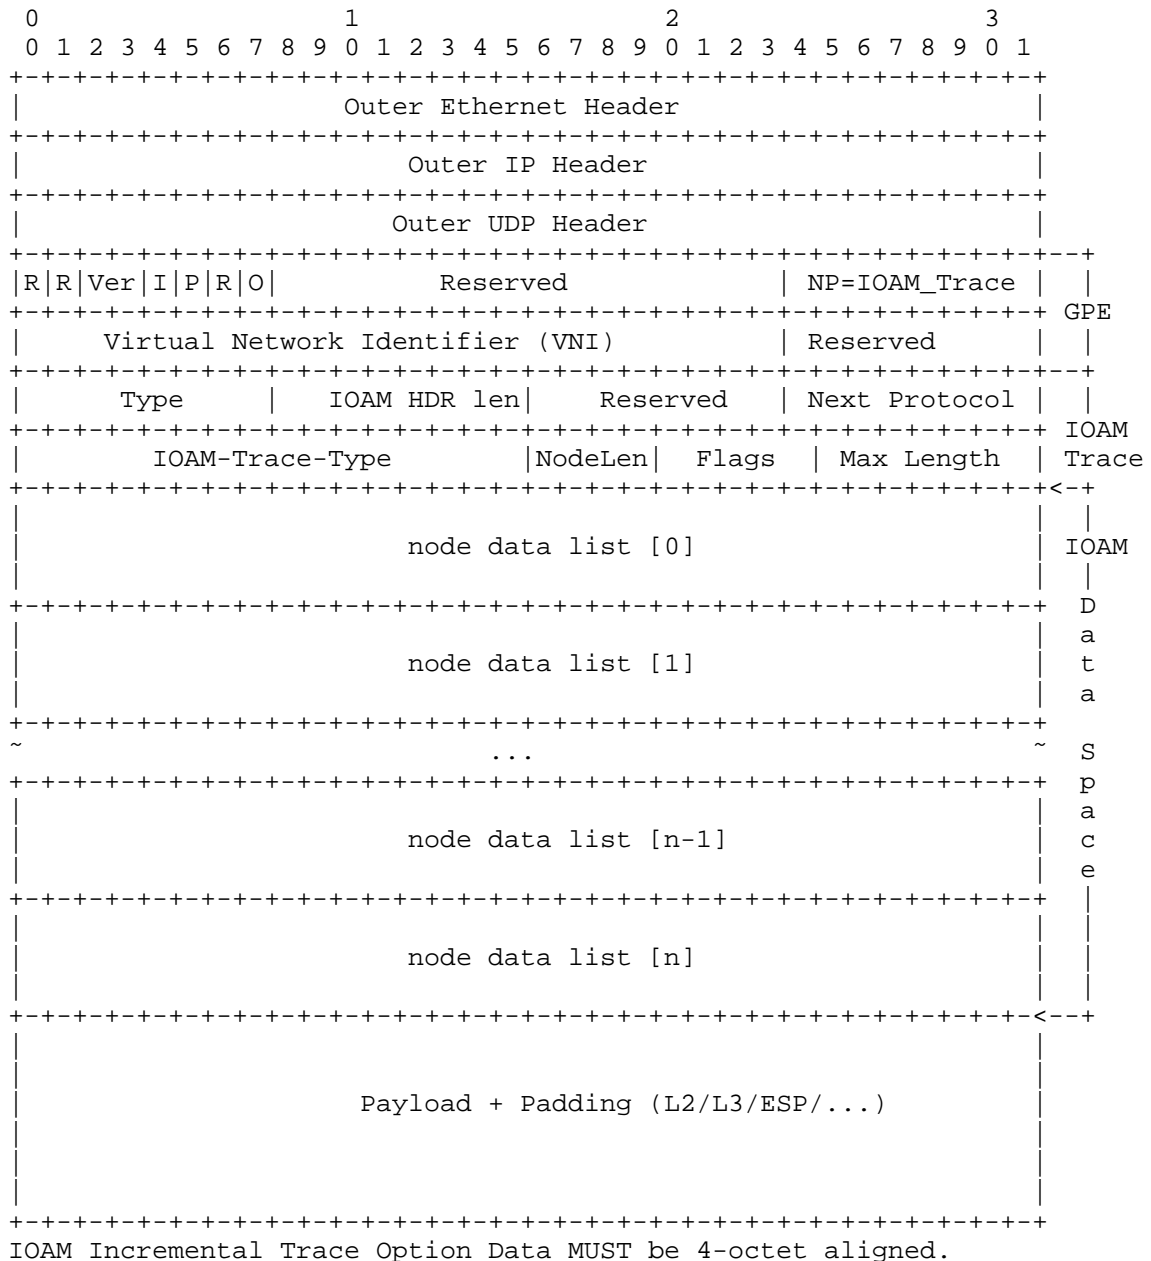 0                   1                   2                   3
 0 1 2 3 4 5 6 7 8 9 0 1 2 3 4 5 6 7 8 9 0 1 2 3 4 5 6 7 8 9 0 1
+-+-+-+-+-+-+-+-+-+-+-+-+-+-+-+-+-+-+-+-+-+-+-+-+-+-+-+-+-+-+-+-+
|                    Outer Ethernet Header                      |
+-+-+-+-+-+-+-+-+-+-+-+-+-+-+-+-+-+-+-+-+-+-+-+-+-+-+-+-+-+-+-+-+
|                        Outer IP Header                        |
+-+-+-+-+-+-+-+-+-+-+-+-+-+-+-+-+-+-+-+-+-+-+-+-+-+-+-+-+-+-+-+-+
|                       Outer UDP Header                        |
+-+-+-+-+-+-+-+-+-+-+-+-+-+-+-+-+-+-+-+-+-+-+-+-+-+-+-+-+-+-+-+-+--+
|R|R|Ver|I|P|R|O|          Reserved             | NP=IOAM_Trace |  |
+-+-+-+-+-+-+-+-+-+-+-+-+-+-+-+-+-+-+-+-+-+-+-+-+-+-+-+-+-+-+-+-+ GPE
|     Virtual Network Identifier (VNI)          | Reserved      |  |
+-+-+-+-+-+-+-+-+-+-+-+-+-+-+-+-+-+-+-+-+-+-+-+-+-+-+-+-+-+-+-+-+--+
|      Type     |   IOAM HDR len|    Reserved   | Next Protocol |  |
+-+-+-+-+-+-+-+-+-+-+-+-+-+-+-+-+-+-+-+-+-+-+-+-+-+-+-+-+-+-+-+-+ IOAM
|        IOAM-Trace-Type        |NodeLen|  Flags  | Max Length  | Trace
+-+-+-+-+-+-+-+-+-+-+-+-+-+-+-+-+-+-+-+-+-+-+-+-+-+-+-+-+-+-+-+-+<-+
|                                                               |  |
|                        node data list [0]                     | IOAM
|                                                               |  |
+-+-+-+-+-+-+-+-+-+-+-+-+-+-+-+-+-+-+-+-+-+-+-+-+-+-+-+-+-+-+-+-+  D
|                                                               |  a
|                        node data list [1]                     |  t
|                                                               |  a
+-+-+-+-+-+-+-+-+-+-+-+-+-+-+-+-+-+-+-+-+-+-+-+-+-+-+-+-+-+-+-+-+
~                             ...                               ~  S
+-+-+-+-+-+-+-+-+-+-+-+-+-+-+-+-+-+-+-+-+-+-+-+-+-+-+-+-+-+-+-+-+  p
|                                                               |  a
|                        node data list [n-1]                   |  c
|                                                               |  e
+-+-+-+-+-+-+-+-+-+-+-+-+-+-+-+-+-+-+-+-+-+-+-+-+-+-+-+-+-+-+-+-+  |
|                                                               |  |
|                        node data list [n]                     |  |
|                                                               |  |
+-+-+-+-+-+-+-+-+-+-+-+-+-+-+-+-+-+-+-+-+-+-+-+-+-+-+-+-+-+-+-+-<--+
|                                                               |
|                                                               |
|                     Payload + Padding (L2/L3/ESP/...)         |
|                                                               |
|                                                               |
|                                                               |
+-+-+-+-+-+-+-+-+-+-+-+-+-+-+-+-+-+-+-+-+-+-+-+-+-+-+-+-+-+-+-+-+
IOAM Incremental Trace Option Data MUST be 4-octet aligned.